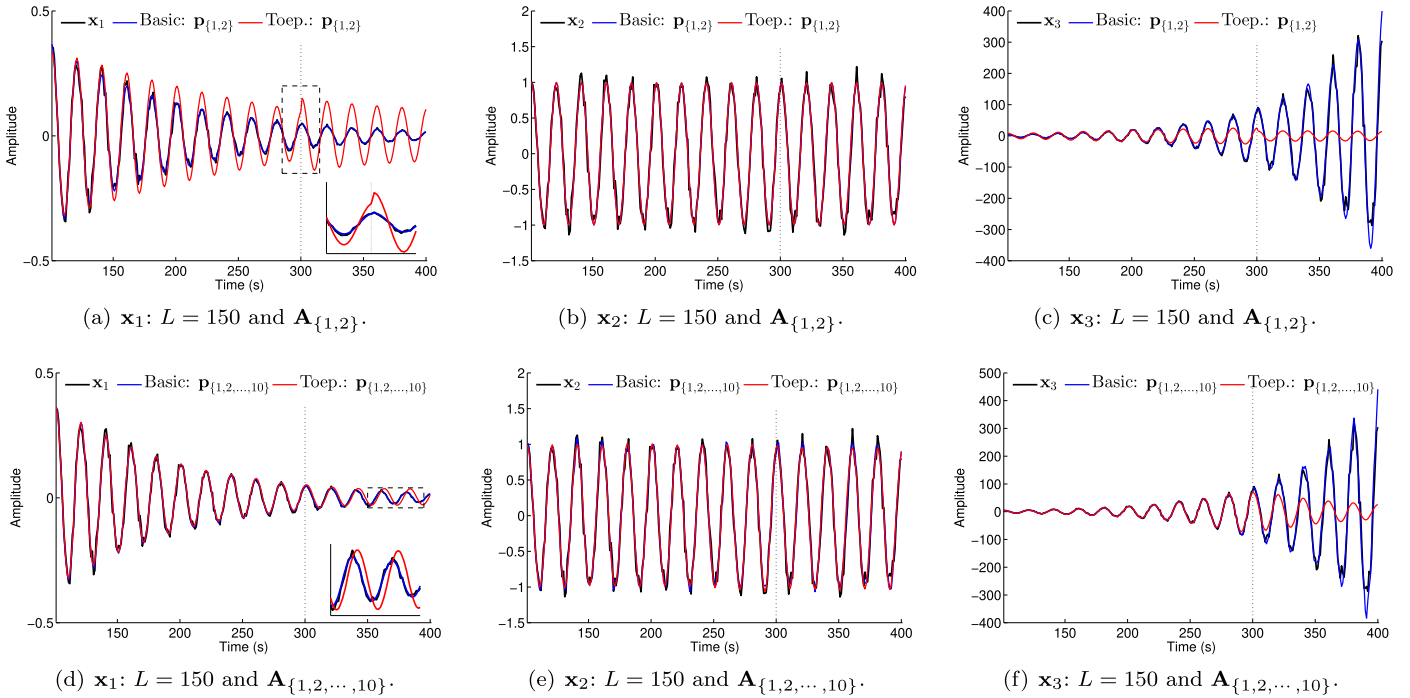 x₁ Basic: p{1,2} Toep.: p{1,2}
0.5
0
−0.5
Amplitude
150 200 250 300 350 400
Time (s)
(a) x₁: L = 150 and A{1,2}.
x₂ Basic: p{1,2} Toep.: p{1,2}
2
1.5
1
0.5
0
−0.5
−1
−1.5
Amplitude
150 200 250 300 350 400
Time (s)
(b) x₂: L = 150 and A{1,2}.
x₃ Basic: p{1,2} Toep.: p{1,2}
400
300
200
100
0
−100
−200
−300
−400
Amplitude
150 200 250 300 350 400
Time (s)
(c) x₃: L = 150 and A{1,2}.
x₁ Basic: p{1,2,...,10} Toep.: p{1,2,...,10}
0.5
0
−0.5
Amplitude
150 200 250 300 350 400
Time (s)
(d) x₁: L = 150 and A{1,2,⋯,10}.
x₂ Basic: p{1,2,...,10} Toep.: p{1,2,...,10}
2
1.5
1
0.5
0
−0.5
−1
−1.5
Amplitude
150 200 250 300 350 400
Time (s)
(e) x₂: L = 150 and A{1,2,⋯,10}.
x₃ Basic: p{1,2,...,10} Toep.: p{1,2,...,10}
500
400
300
200
100
0
−100
−200
−300
−400
Amplitude
150 200 250 300 350 400
Time (s)
(f) x₃: L = 150 and A{1,2,⋯,10}.